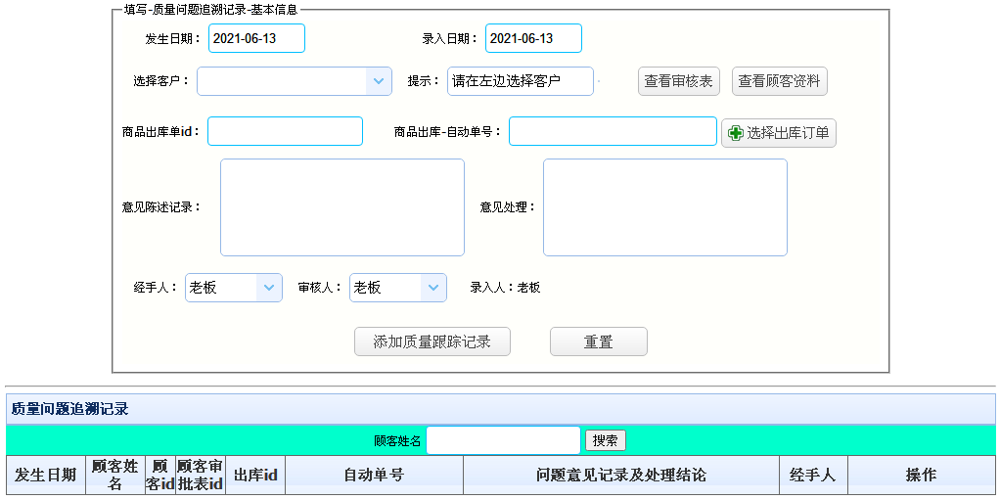 填写-质量问题追溯记录-基本信息
发生日期： 2021-06-13 录入日期： 2021-06-13
选择客户： 提示： 请在左边选择客户 查看审核表 查看顾客资料
商品出库单id： 商品出库-自动单号： 选择出库订单
意见陈述记录： 意见处理：
经手人： 老板 审核人： 老板 录入人：老板
添加质量跟踪记录 重置
质量问题追溯记录
顾客姓名 搜索
发生日期 顾客姓名 顾客id 顾客审批表id 出库id 自动单号 问题意见记录及处理结论 经手人 操作